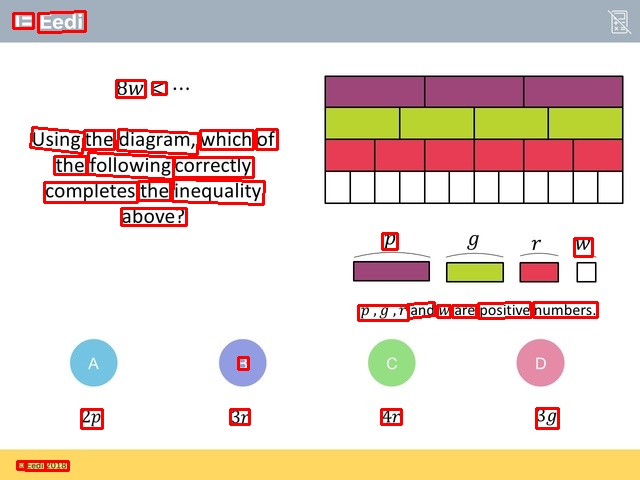 Eedi
8w < ⋯
Using the diagram, which of
the following correctly
completes the inequality
above?
p g r w
p , g , r and w are positive numbers.
A B C D
2p 3r 4r 3g
© Eedi 2018